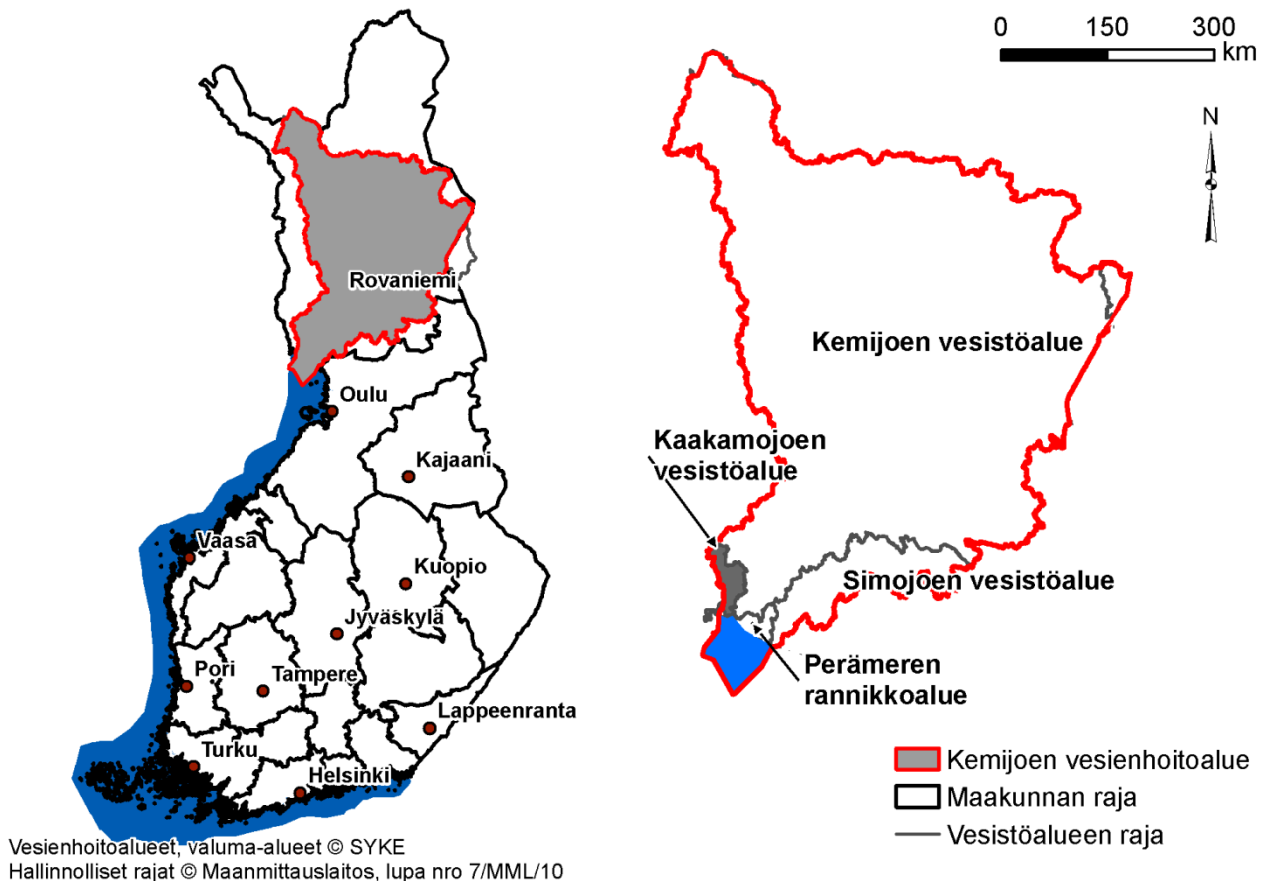 0 150 300
km
N
Rovaniemi
Oulu
Kajaani
Vaasa
Kuopio
Jyväskylä
Pori
Tampere
Lappeenranta
Turku
Helsinki
Kemijoen vesistöalue
Kaakamojoen
vesistöalue
Simojoen vesistöalue
Perämeren
rannikkoalue
Kemijoen vesienhoitoalue
Maakunnan raja
Vesistöalueen raja
Vesienhoitoalueet, valuma-alueet © SYKE
Hallinnolliset rajat © Maanmittauslaitos, lupa nro 7/MML/10